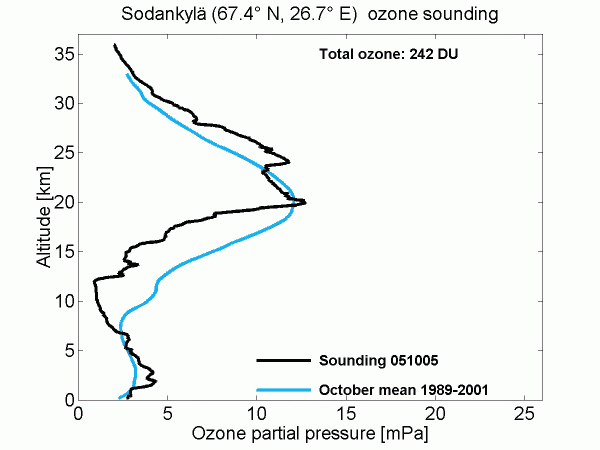 Sodankylä (67.4° N, 26.7° E)  ozone sounding
Total ozone: 242 DU
35
30
25
20
15
10
5
0
Altitude [km]
Sounding 051005
October mean 1989-2001
0 5 10 15 20 25
Ozone partial pressure [mPa]